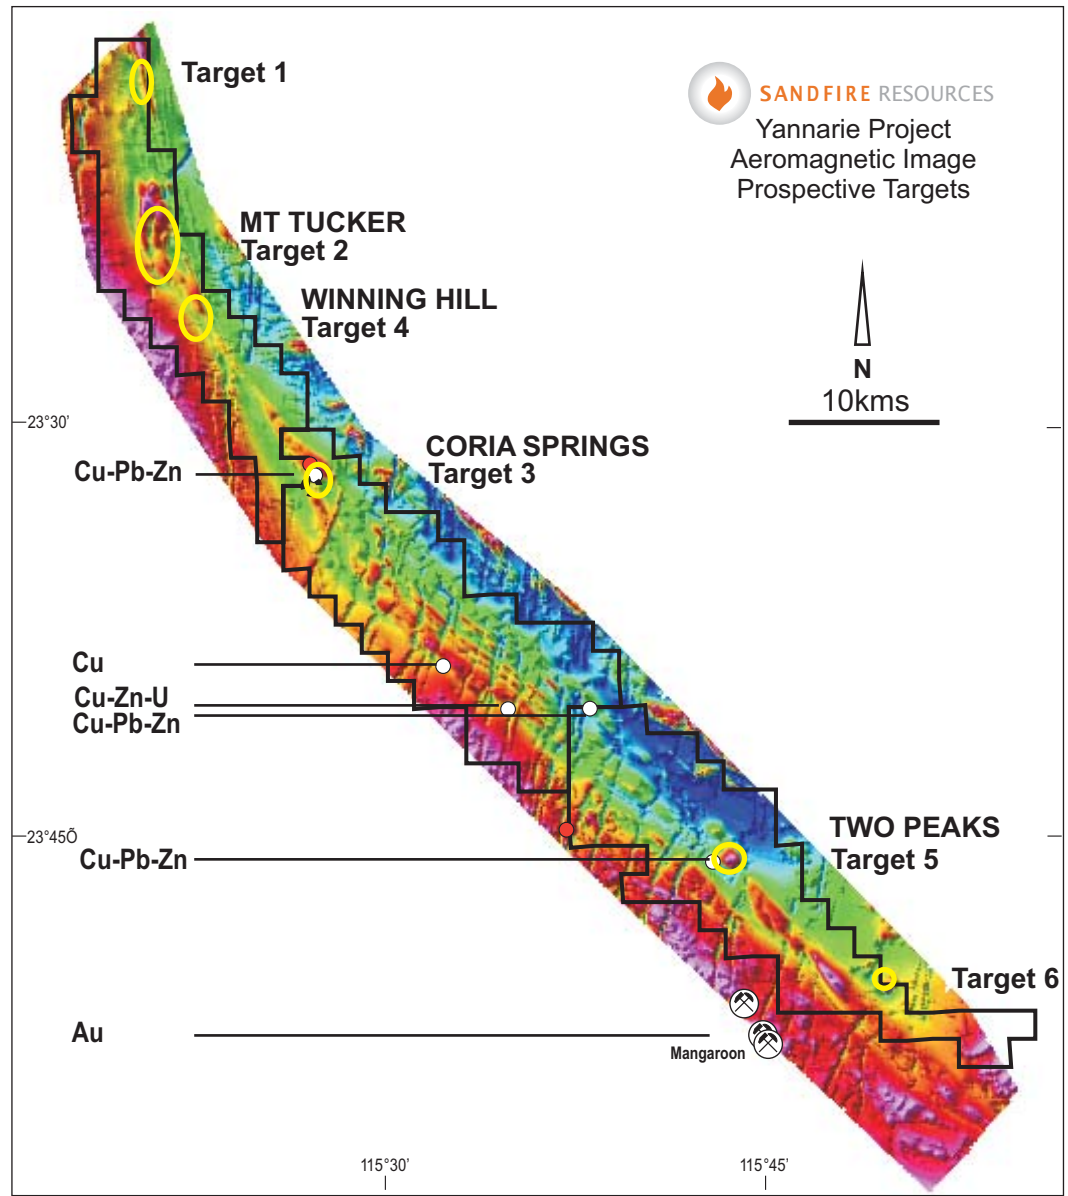 Target 1
SANDFIRE RESOURCES
Yannarie Project
Aeromagnetic Image
Prospective Targets
MT TUCKER
Target 2
WINNING HILL
Target 4
N
10kms
23°30'
CORIA SPRINGS
Target 3
Cu-Pb-Zn
Cu
Cu-Zn-U
Cu-Pb-Zn
23°45Õ
TWO PEAKS
Target 5
Cu-Pb-Zn
Target 6
Au
Mangaroon
115°30'
115°45'